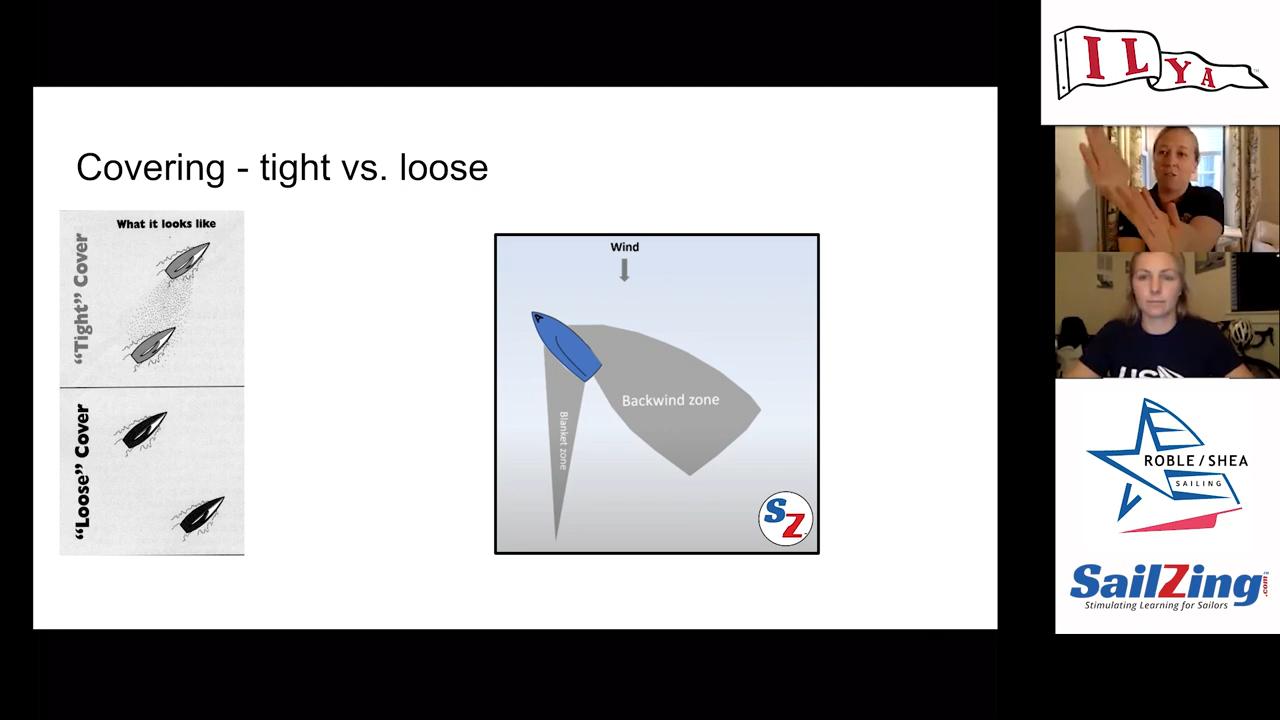 Covering - tight vs. loose
What it looks like
"Tight" Cover
"Loose" Cover
Wind
A
Backwind zone
Blanket zone
SZ
ILYA
ROBLE / SHEA
SAILING
SailZing.com
Stimulating Learning for Sailors